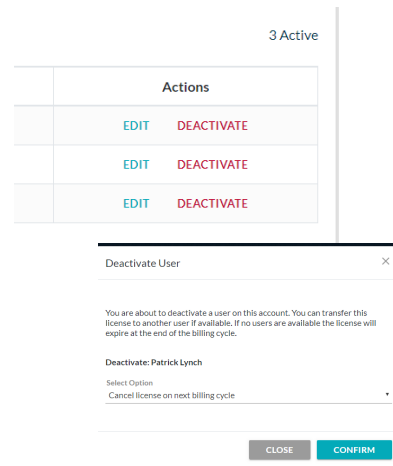 3 Active
Actions
EDIT DEACTIVATE
EDIT DEACTIVATE
EDIT DEACTIVATE
Deactivate User ×
You are about to deactivate a user on this account. You can transfer this
license to another user if available. If no users are available the license will
expire at the end of the billing cycle.
Deactivate: Patrick Lynch
Select Option
Cancel license on next billing cycle
CLOSE CONFIRM